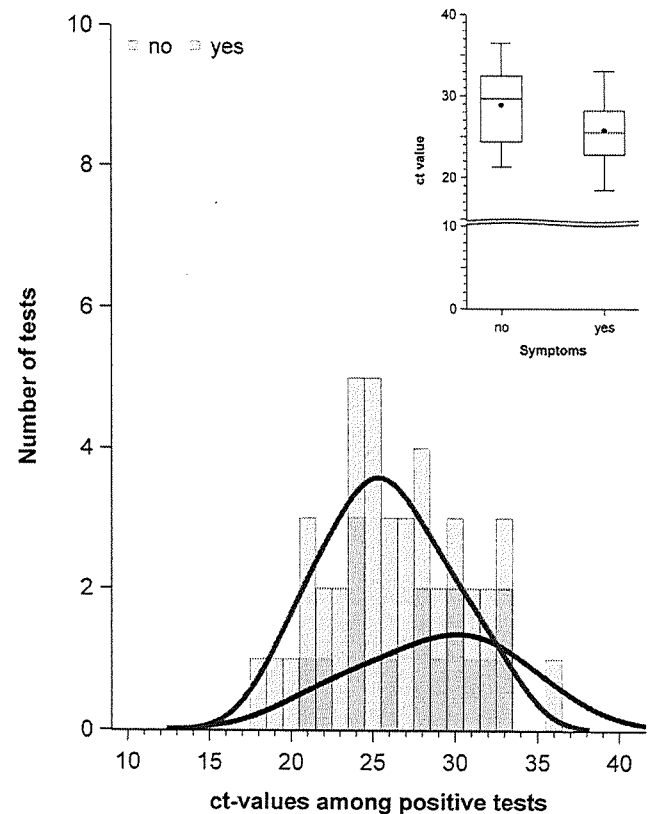 no yes
Number of tests
10
8
6
4
2
0
10 15 20 25 30 35 40
ct-values among positive tests
ct value
40
30
20
10
0
no yes
Symptoms